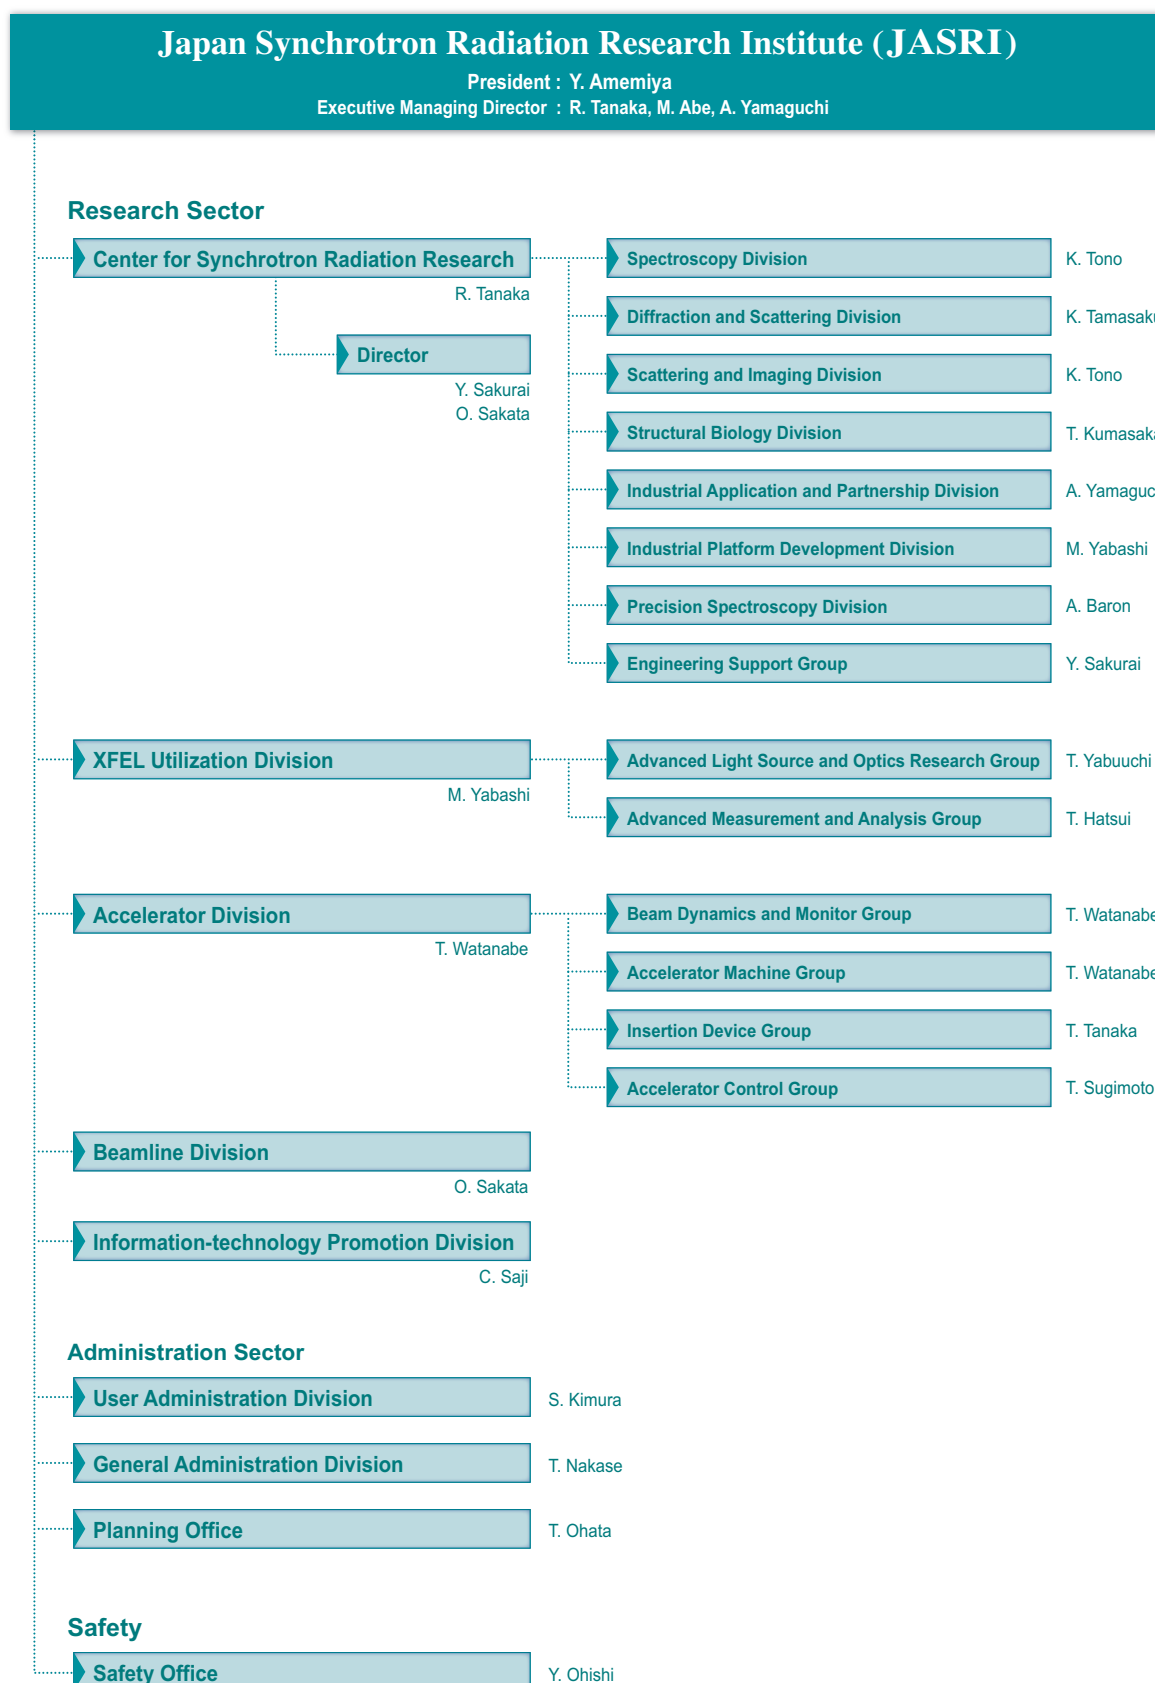 Japan Synchrotron Radiation Research Institute (JASRI)
President : Y. Amemiya
Executive Managing Director : R. Tanaka, M. Abe, A. Yamaguchi
Research Sector
Center for Synchrotron Radiation Research
R. Tanaka
Director
Y. Sakurai
O. Sakata
Spectroscopy Division K. Tono
Diffraction and Scattering Division K.
Scattering and Imaging Division K. Tono
Structural Biology Division T.
Industrial Application and Partnership Division A.
Industrial Platform Development Division M. Yabashi
Precision Spectroscopy Division A. Baron
Engineering Support Group Y. Sakurai
XFEL Utilization Division
M. Yabashi
Advanced Light Source and Optics Research Group T. Yabuuchi
Advanced Measurement and Analysis Group T. Hatsui
Accelerator Division
T. Watanabe
Beam Dynamics and Monitor Group T. Watanabe
Accelerator Machine Group T. Watanabe
Insertion Device Group T. Tanaka
Accelerator Control Group T. Sugimoto
Beamline Division
O. Sakata
Information-technology Promotion Division
C. Saji
Administration Sector
User Administration Division S. Kimura
General Administration Division T. Nakase
Planning Office T. Ohata
Safety
Safety Office Y. Ohishi